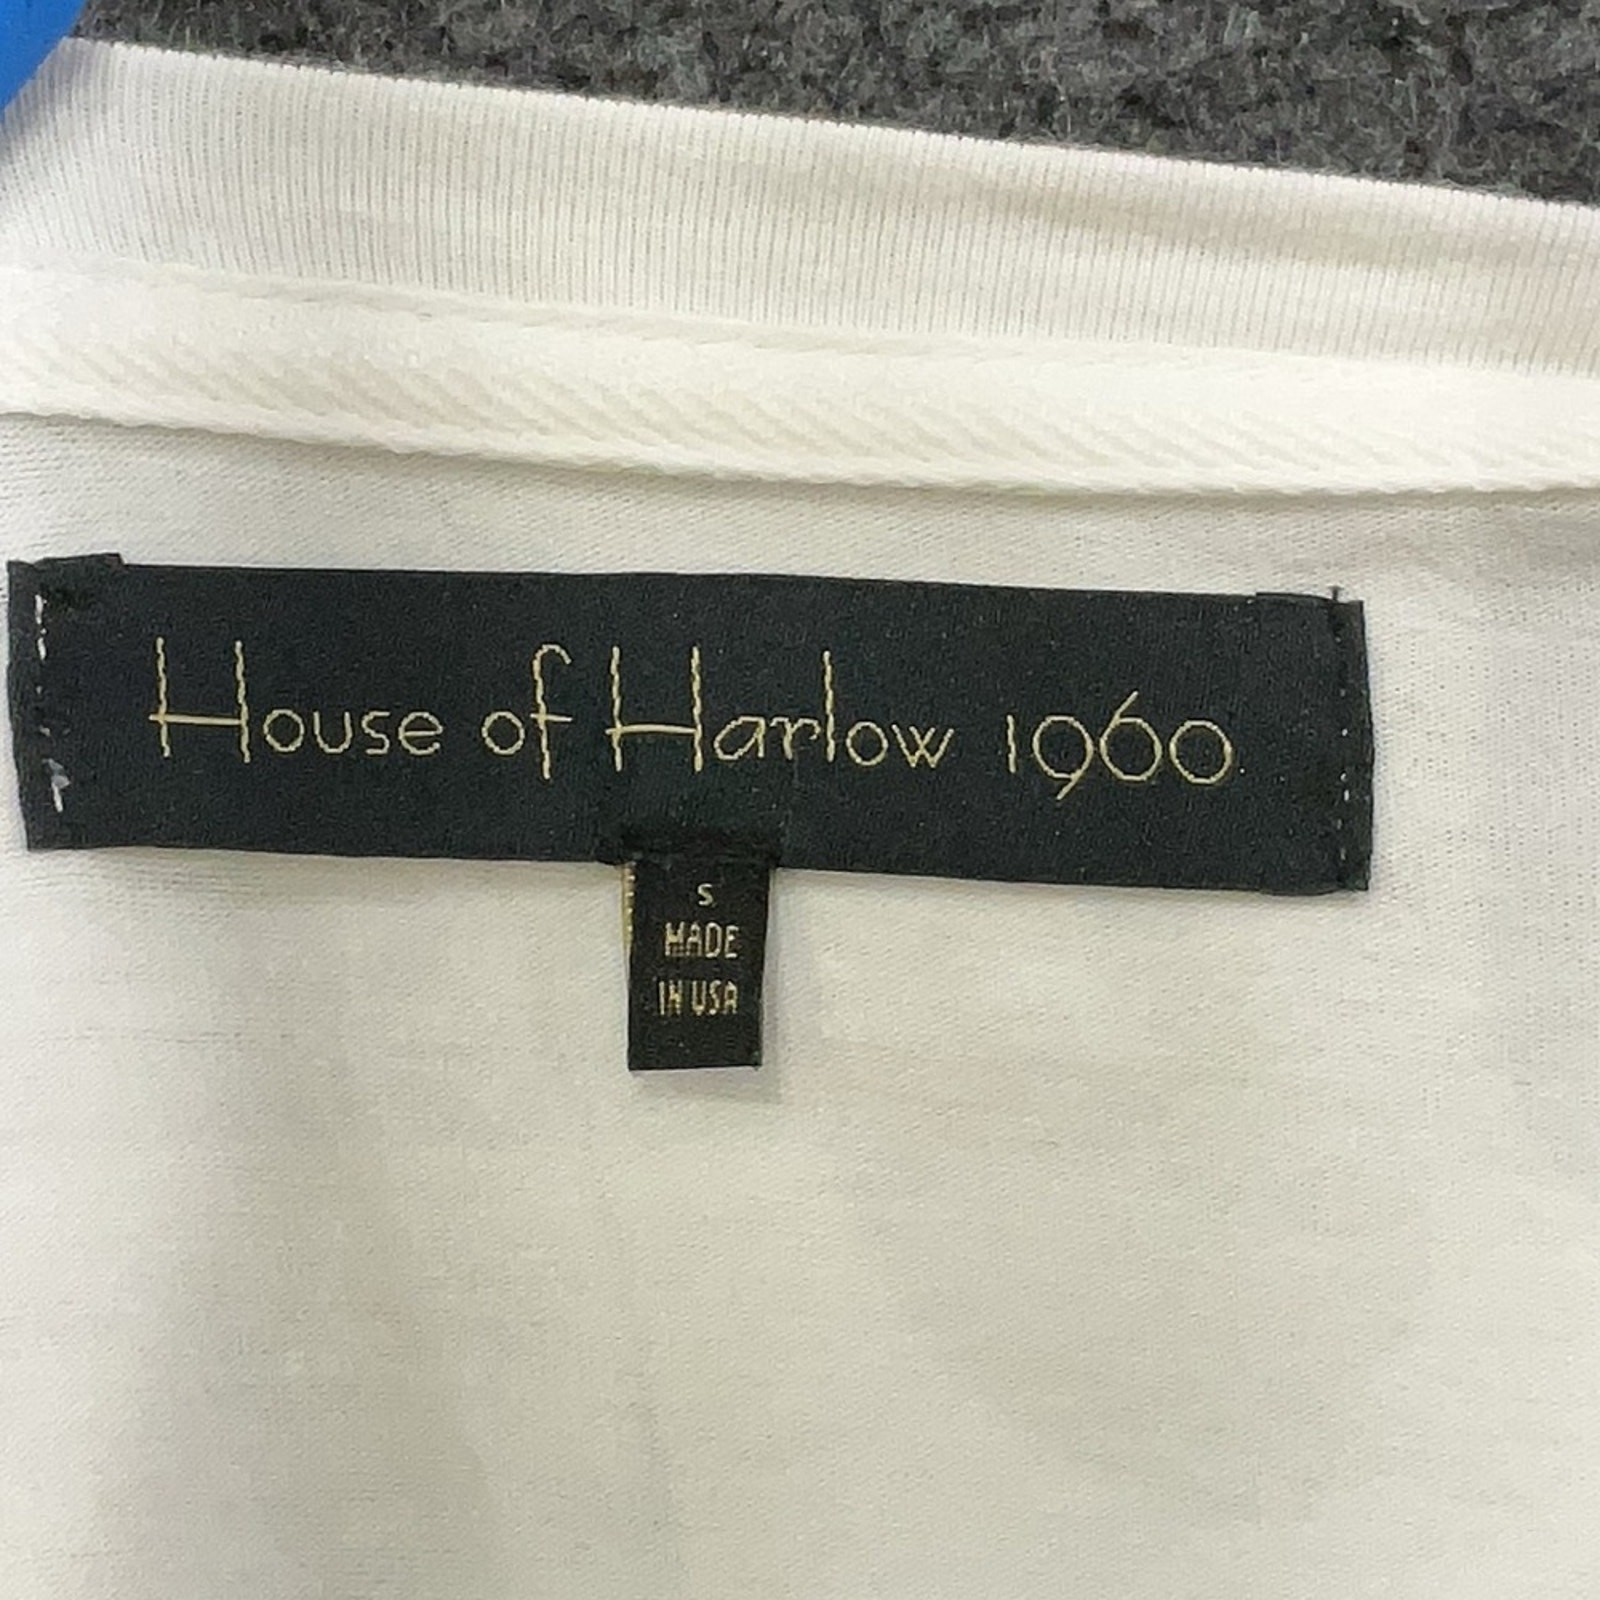 House of Harlow 1960
S
MADE
IN USA